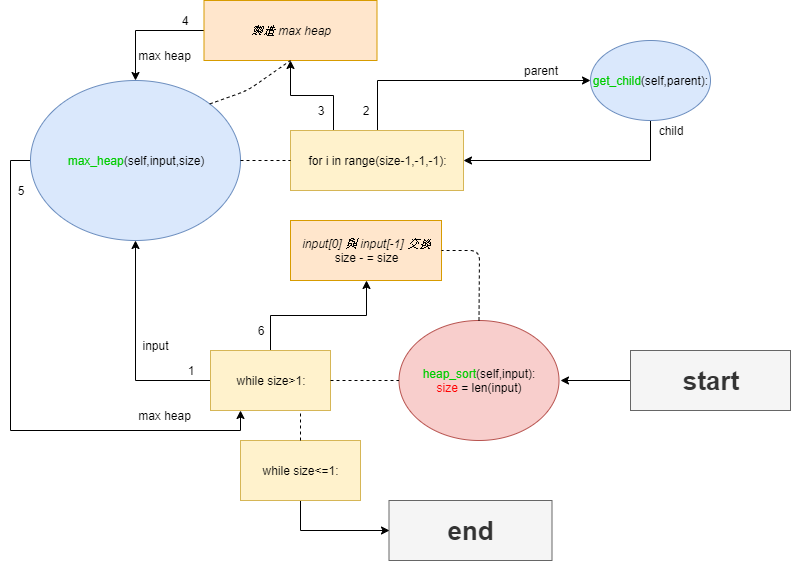 4
製造 max heap
max heap
parent
get_child(self,parent):
3
2
child
max_heap(self,input,size)
for i in range(size-1,-1,-1):
5
input[0] 與 input[-1] 交換
size - = size
6
input
1
while size>1:
heap_sort(self,input):
size = len(input)
start
max heap
while size<=1:
end